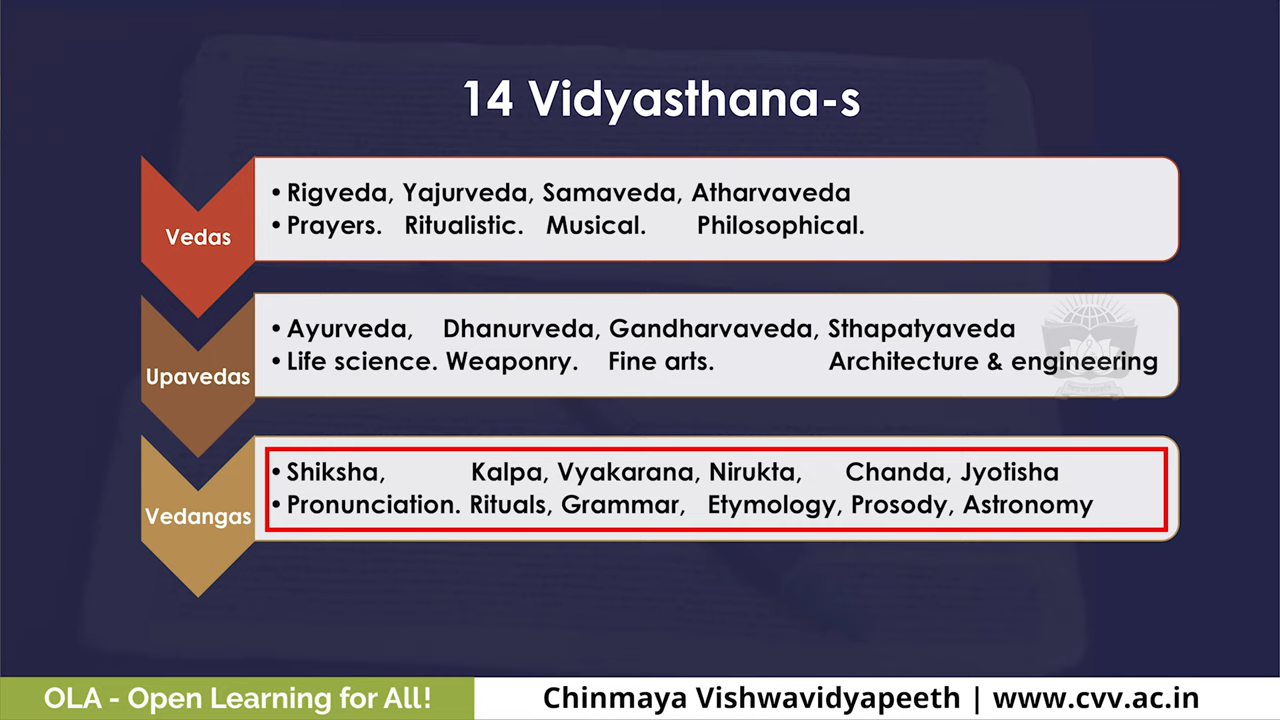 14 Vidyasthana-s
Vedas
• Rigveda, Yajurveda, Samaveda, Atharvaveda
• Prayers. Ritualistic. Musical. Philosophical.
Upavedas
• Ayurveda, Dhanurveda, Gandharvaveda, Sthapatyaveda
• Life science. Weaponry. Fine arts. Architecture & engineering
Vedangas
• Shiksha, Kalpa, Vyakarana, Nirukta, Chanda, Jyotisha
• Pronunciation. Rituals, Grammar, Etymology, Prosody, Astronomy
OLA - Open Learning for All!
Chinmaya Vishwavidyapeeth | www.cvv.ac.in